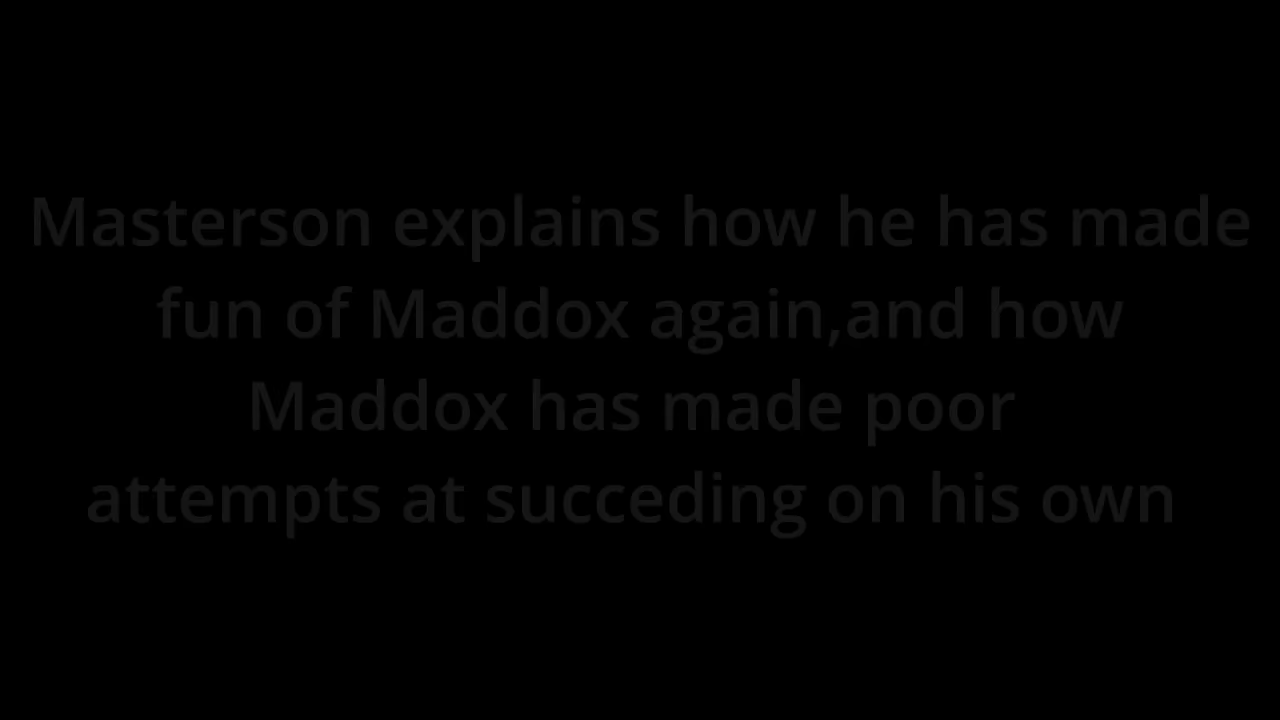 Masterson explains how he has made
fun of Maddox again,and how
Maddox has made poor
attempts at succeding on his own